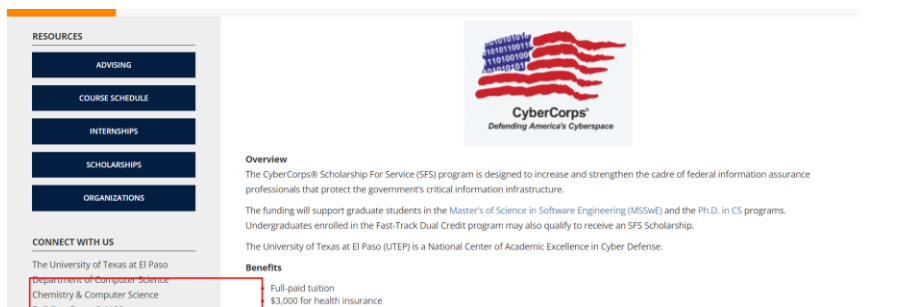 RESOURCES
ADVISING
COURSE SCHEDULE
INTERNSHIPS
SCHOLARSHIPS
ORGANIZATIONS
CONNECT WITH US
The University of Texas at El Paso
Department of Computer Science
Chemistry & Computer Science
CyberCorps®
Defending America's Cyberspace
Overview
The CyberCorps® Scholarship For Service (SFS) program is designed to increase and strengthen the cadre of federal information assurance
professionals that protect the government's critical information infrastructure.
The funding will support graduate students in the Master's of Science in Software Engineering (MSSwE) and the Ph.D. in CS programs.
Undergraduates enrolled in the Fast-Track Dual Credit program may also qualify to receive an SFS Scholarship.
The University of Texas at El Paso (UTEP) is a National Center of Academic Excellence in Cyber Defense.
Benefits
Full-paid tuition
$3,000 for health insurance